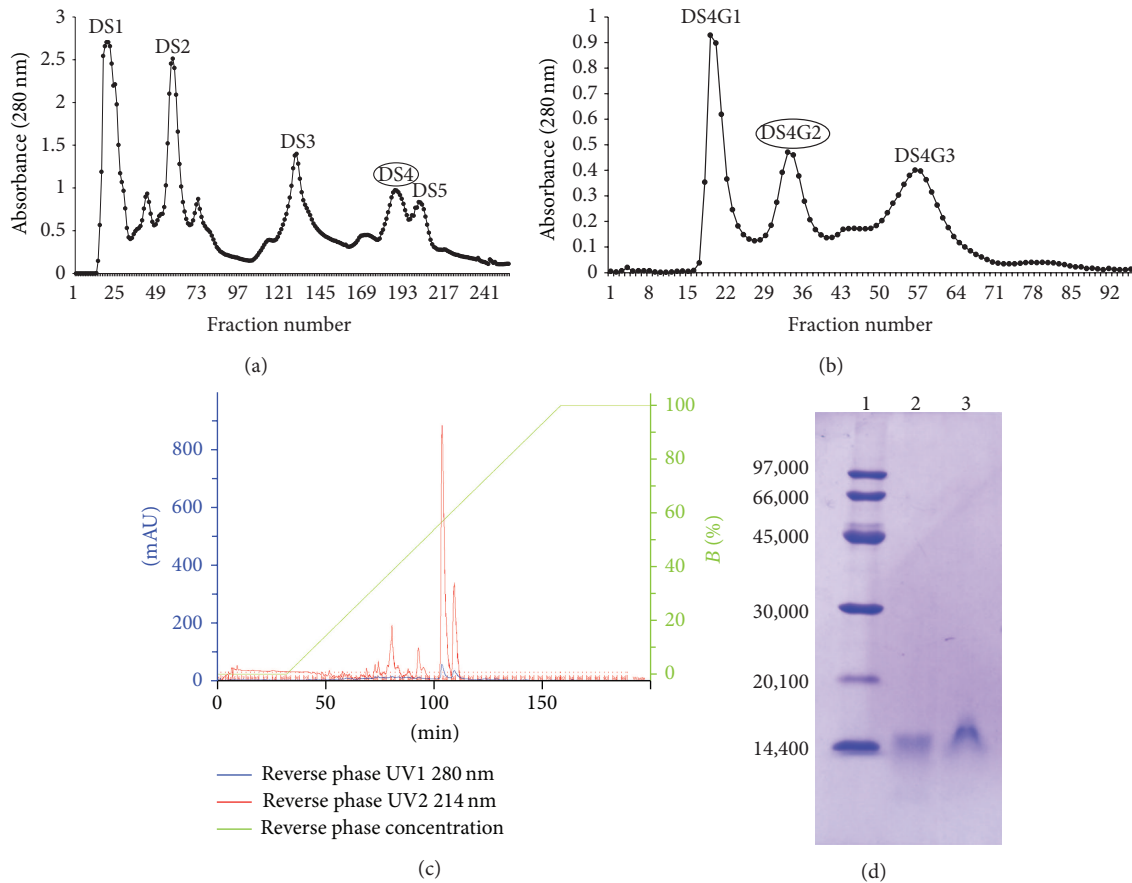 DS1
DS2
DS3
DS4
DS5
3
2.5
2
1.5
1
0.5
0
Absorbance (280 nm)
1 25 49 73 97 121 145 169 193 217 241
Fraction number
(a)
DS4G1
DS4G2
DS4G3
1
0.9
0.8
0.7
0.6
0.5
0.4
0.3
0.2
0.1
0
Absorbance (280 nm)
1 8 15 22 29 36 43 50 57 64 71 78 85 92
Fraction number
(b)
800
600
400
200
0
(mAU)
100
80
60
40
20
0
B (%)
0 50 100 150
(min)
Reverse phase UV1 280 nm
Reverse phase UV2 214 nm
Reverse phase concentration
(c)
1 2 3
97,000
66,000
45,000
30,000
20,100
14,400
(d)